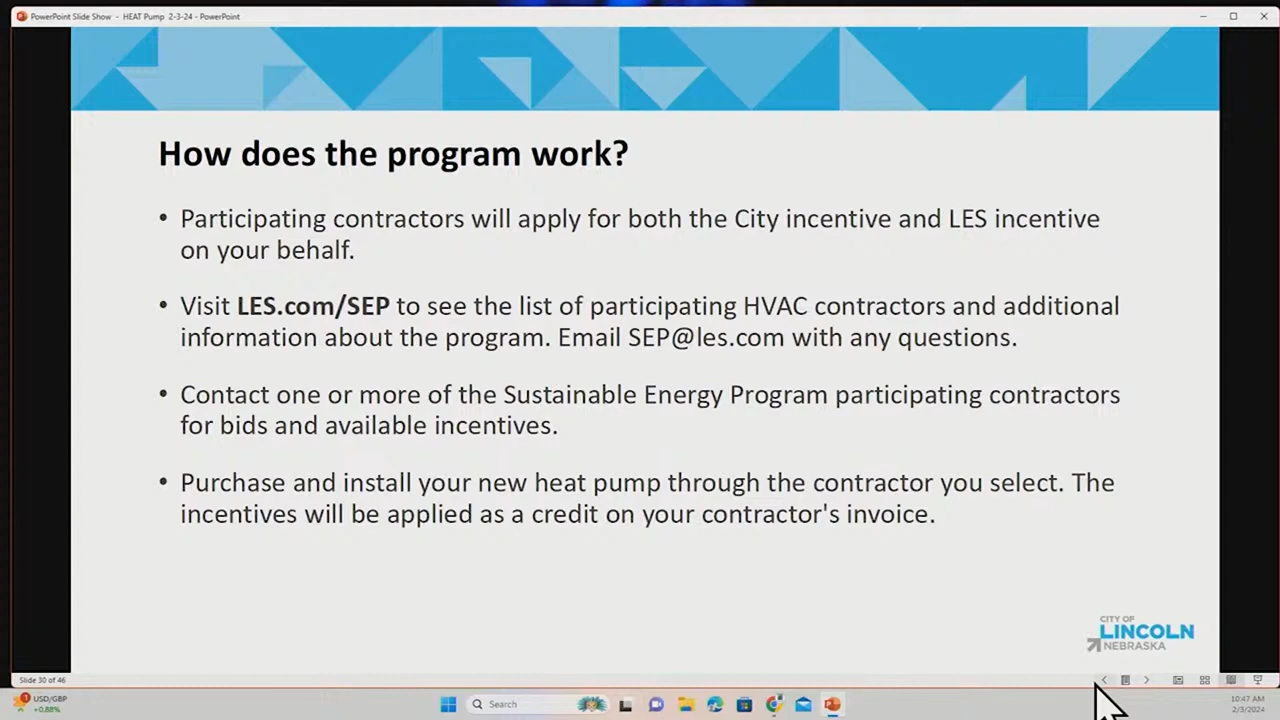 PowerPoint Slide Show - HEAT Pump 2-3-24 - PowerPoint
How does the program work?
• Participating contractors will apply for both the City incentive and LES incentive
on your behalf.
• Visit LES.com/SEP to see the list of participating HVAC contractors and additional
information about the program. Email SEP@les.com with any questions.
• Contact one or more of the Sustainable Energy Program participating contractors
for bids and available incentives.
• Purchase and install your new heat pump through the contractor you select. The
incentives will be applied as a credit on your contractor's invoice.
CITY OF
LINCOLN
NEBRASKA
Slide 30 of 46
1
USD/GBP
+0.88%
Search
10:47 AM
2/3/2024